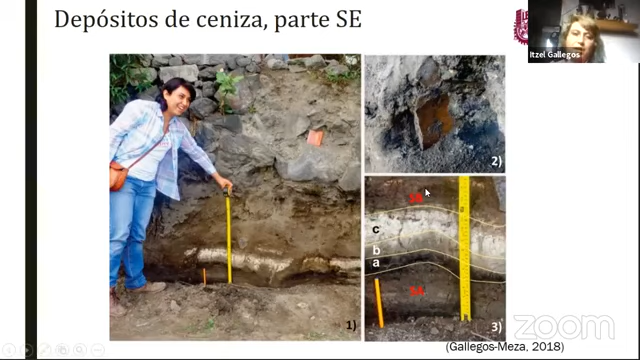 Depósitos de ceniza, parte SE
Itzel Gallegos
1)
2)
c
b
a
3)
zoom
(Gallegos-Meza, 2018)